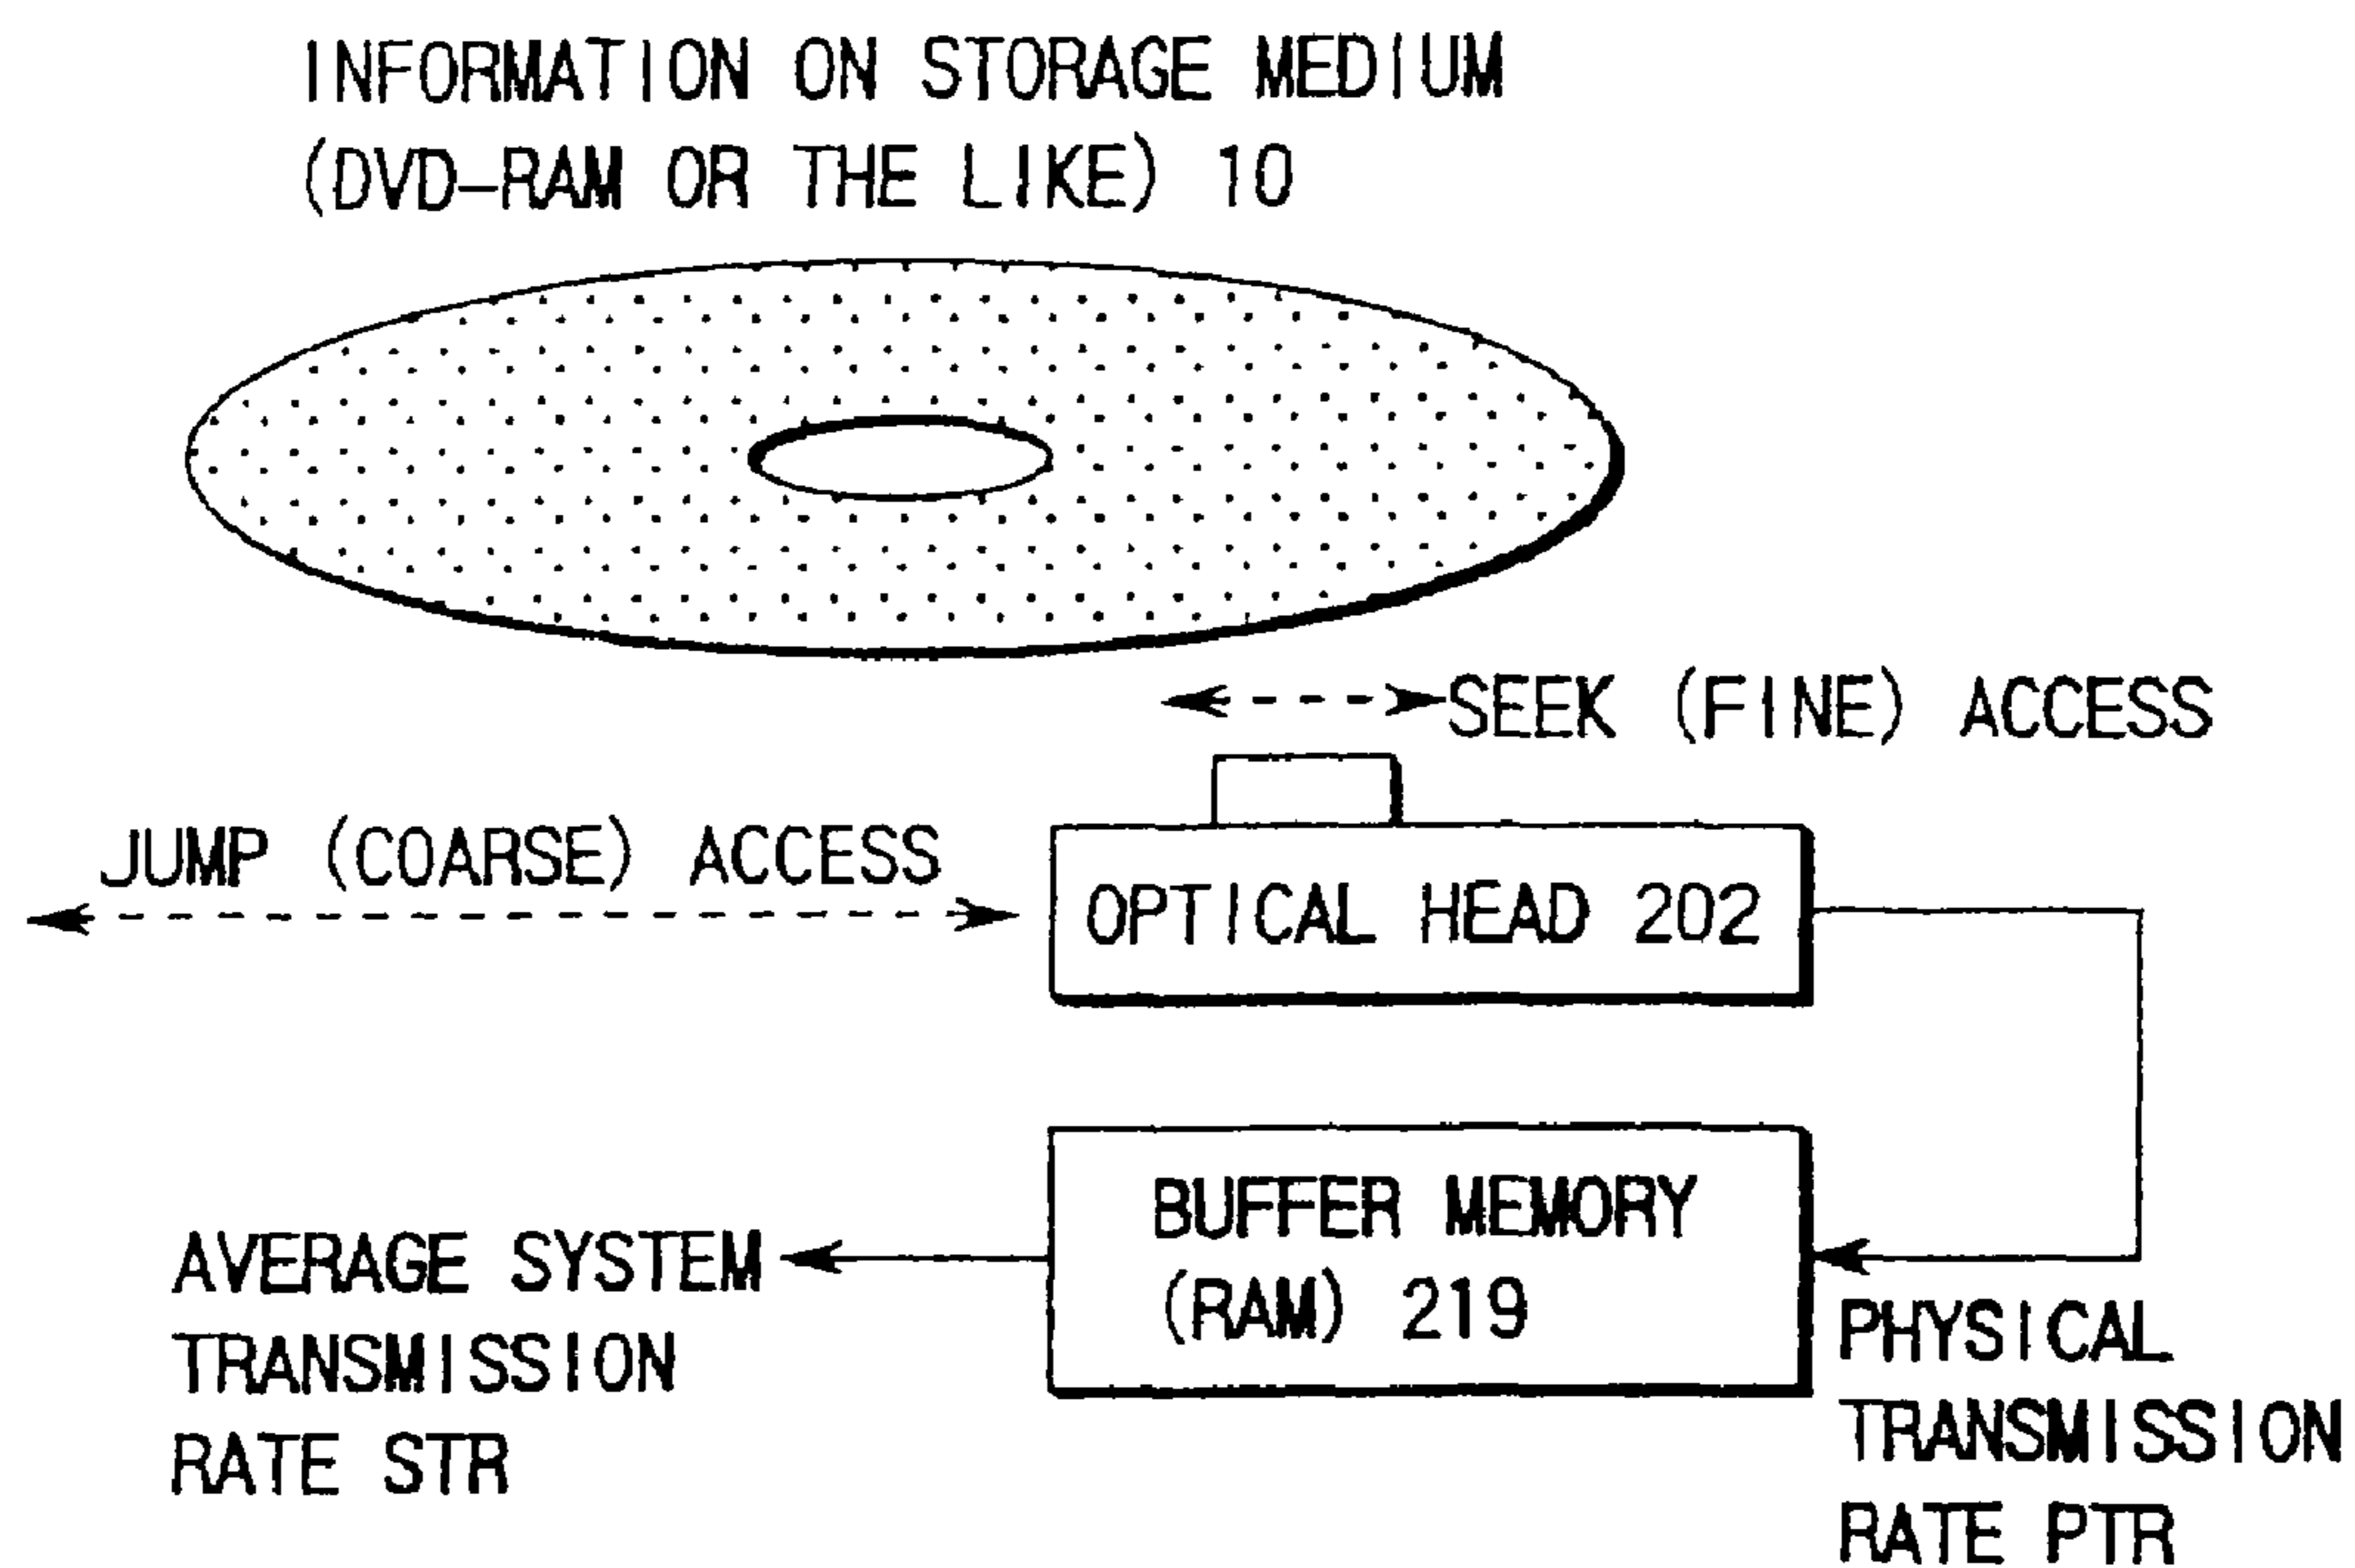 INFORMATION ON STORAGE MEDIUM
(DVD-RAM OR THE LIKE) 10
SEEK (FINE) ACCESS
JUMP (COARSE) ACCESS
OPTICAL HEAD 202
BUFFER MEMORY
(RAM) 219
AVERAGE SYSTEM
TRANSMISSION
RATE STR
PHYSICAL
TRANSMISSION
RATE PTR